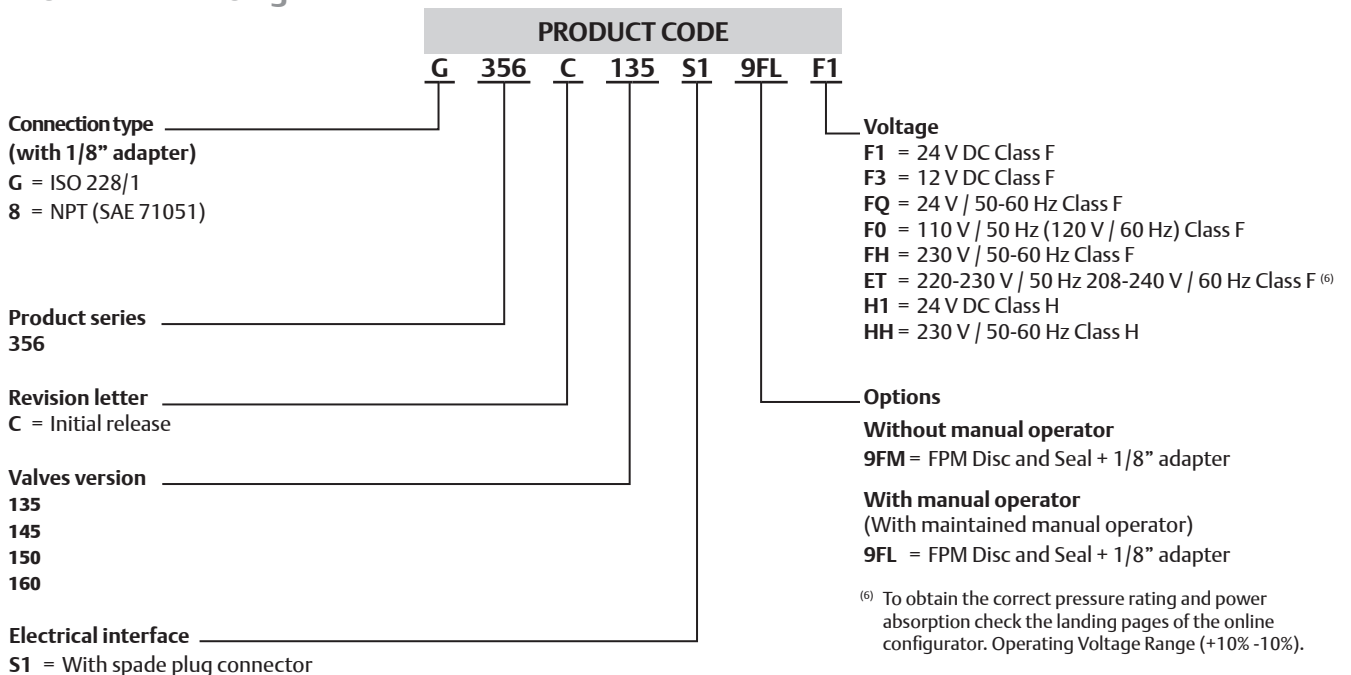 PRODUCT CODE
G 356 C 135 S1 9FL F1
Connection type
(with 1/8” adapter)
G = ISO 228/1
8 = NPT (SAE 71051)
Product series
356
Revision letter
C = Initial release
Valves version
135
145
150
160
Electrical interface
S1 = With spade plug connector
Voltage
F1 = 24 V DC Class F
F3 = 12 V DC Class F
FQ = 24 V / 50-60 Hz Class F
F0 = 110 V / 50 Hz (120 V / 60 Hz) Class F
FH = 230 V / 50-60 Hz Class F
ET = 220-230 V / 50 Hz 208-240 V / 60 Hz Class F (6)
H1 = 24 V DC Class H
HH = 230 V / 50-60 Hz Class H
Options
Without manual operator
9FM = FPM Disc and Seal + 1/8” adapter
With manual operator
(With maintained manual operator)
9FL = FPM Disc and Seal + 1/8” adapter
(6) To obtain the correct pressure rating and power
absorption check the landing pages of the online
configurator. Operating Voltage Range (+10% -10%).